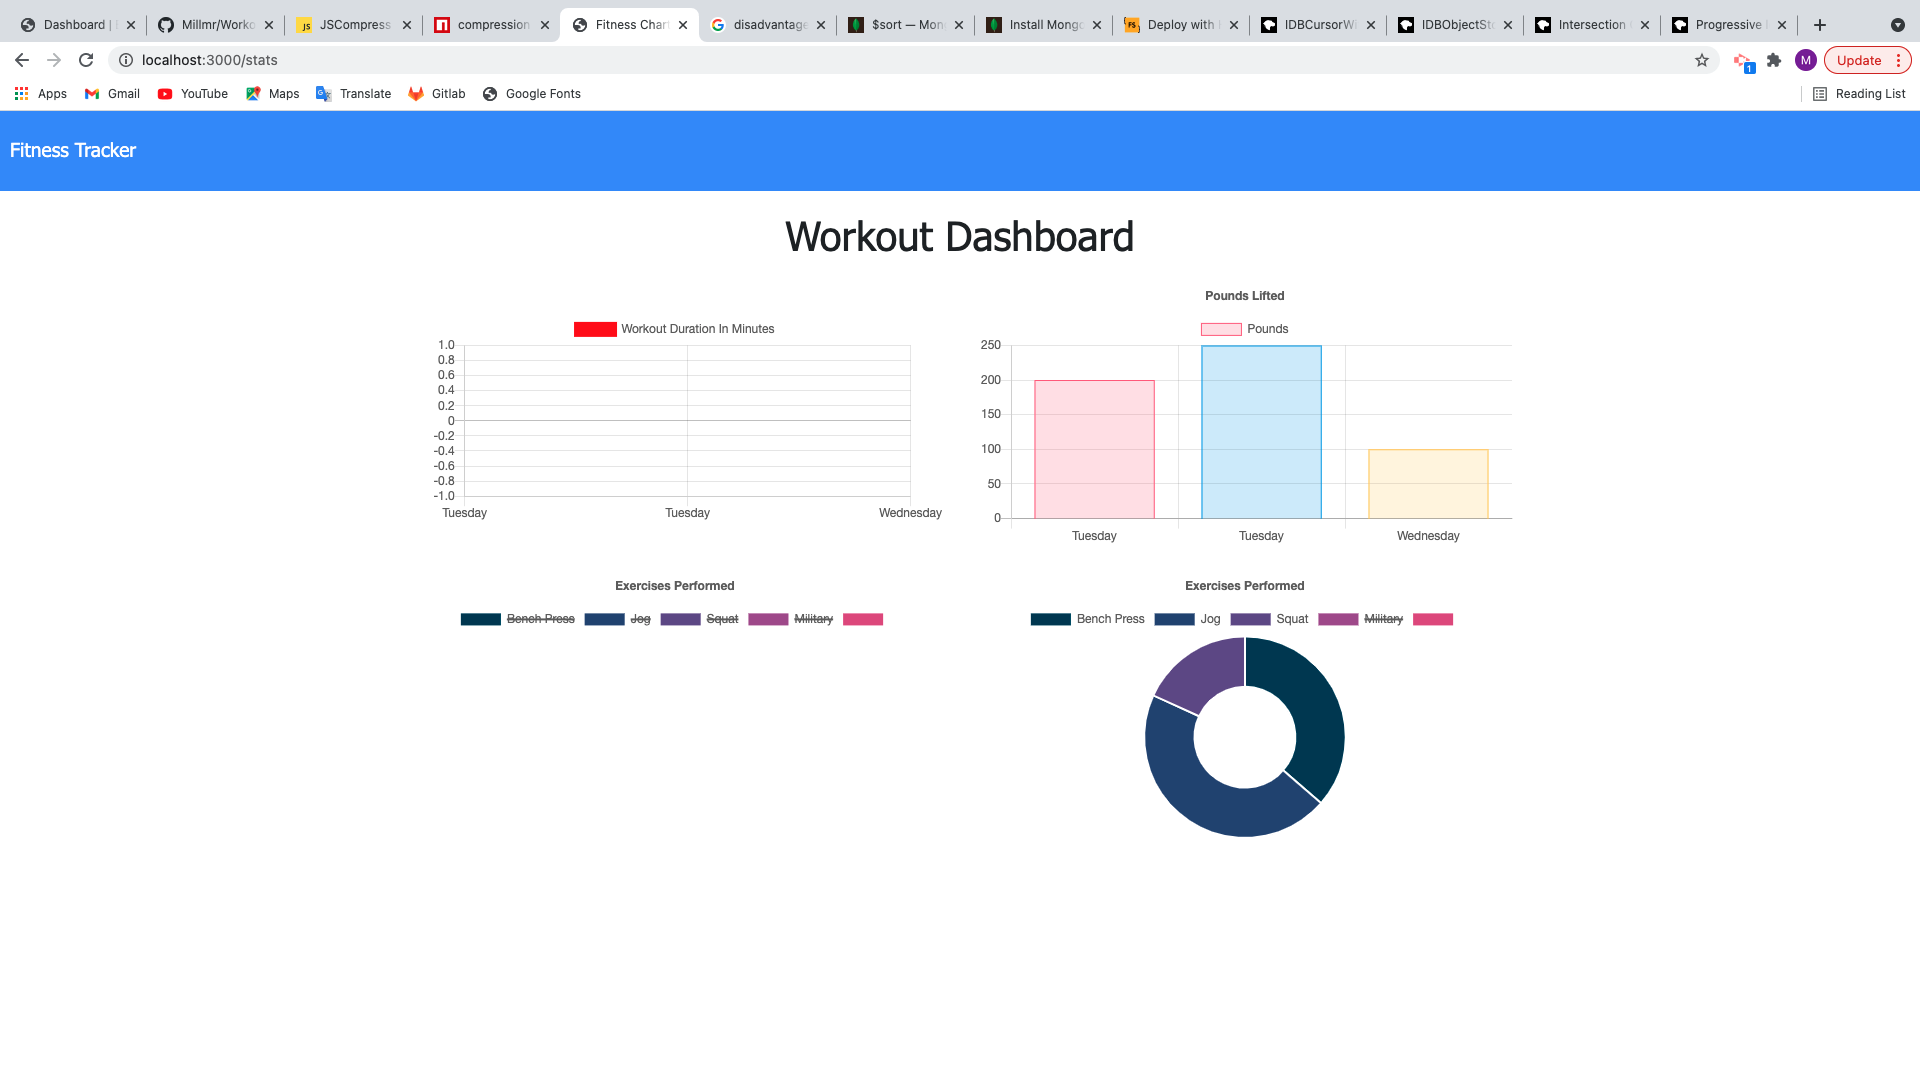 Dashboard |
Millmr/Worko
JSCompress
compression
Fitness Char
disadvantage
$sort — Mon
Install Mong
Deploy with
IDBCursorWi
IDBObjectSto
Intersection
Progressive
localhost:3000/stats
1
M
Update
Apps
Gmail
YouTube
Maps
Translate
Gitlab
Google Fonts
Reading List
Fitness Tracker
Workout Dashboard
Workout Duration In Minutes
1.0
0.8
0.6
0.4
0.2
0
-0.2
-0.4
-0.6
-0.8
-1.0
Tuesday Tuesday Wednesday
Pounds Lifted
Pounds
250
200
150
100
50
0
Tuesday Tuesday Wednesday
Exercises Performed
Bench Press Jog Squat Military
Exercises Performed
Bench Press Jog Squat Military